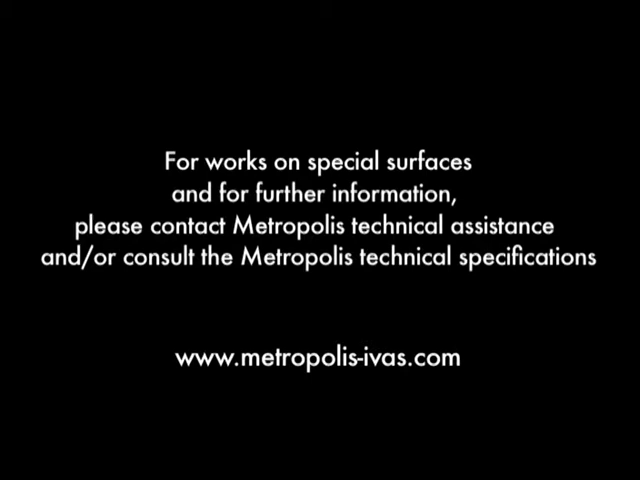 For works on special surfaces
and for further information,
please contact Metropolis technical assistance
and/or consult the Metropolis technical specifications
www.metropolis-ivas.com